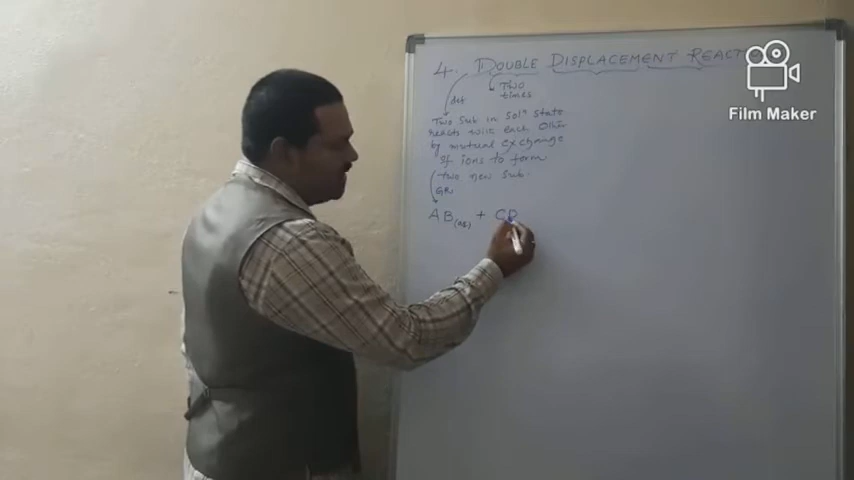 4. DOUBLE DISPLACEMENT REACT
Two
times
def
Two Sub in Soln State
reacts with each other
by mutual exchange
of ions to form
two new Sub.
GR
AB(aq) + CD
Film Maker